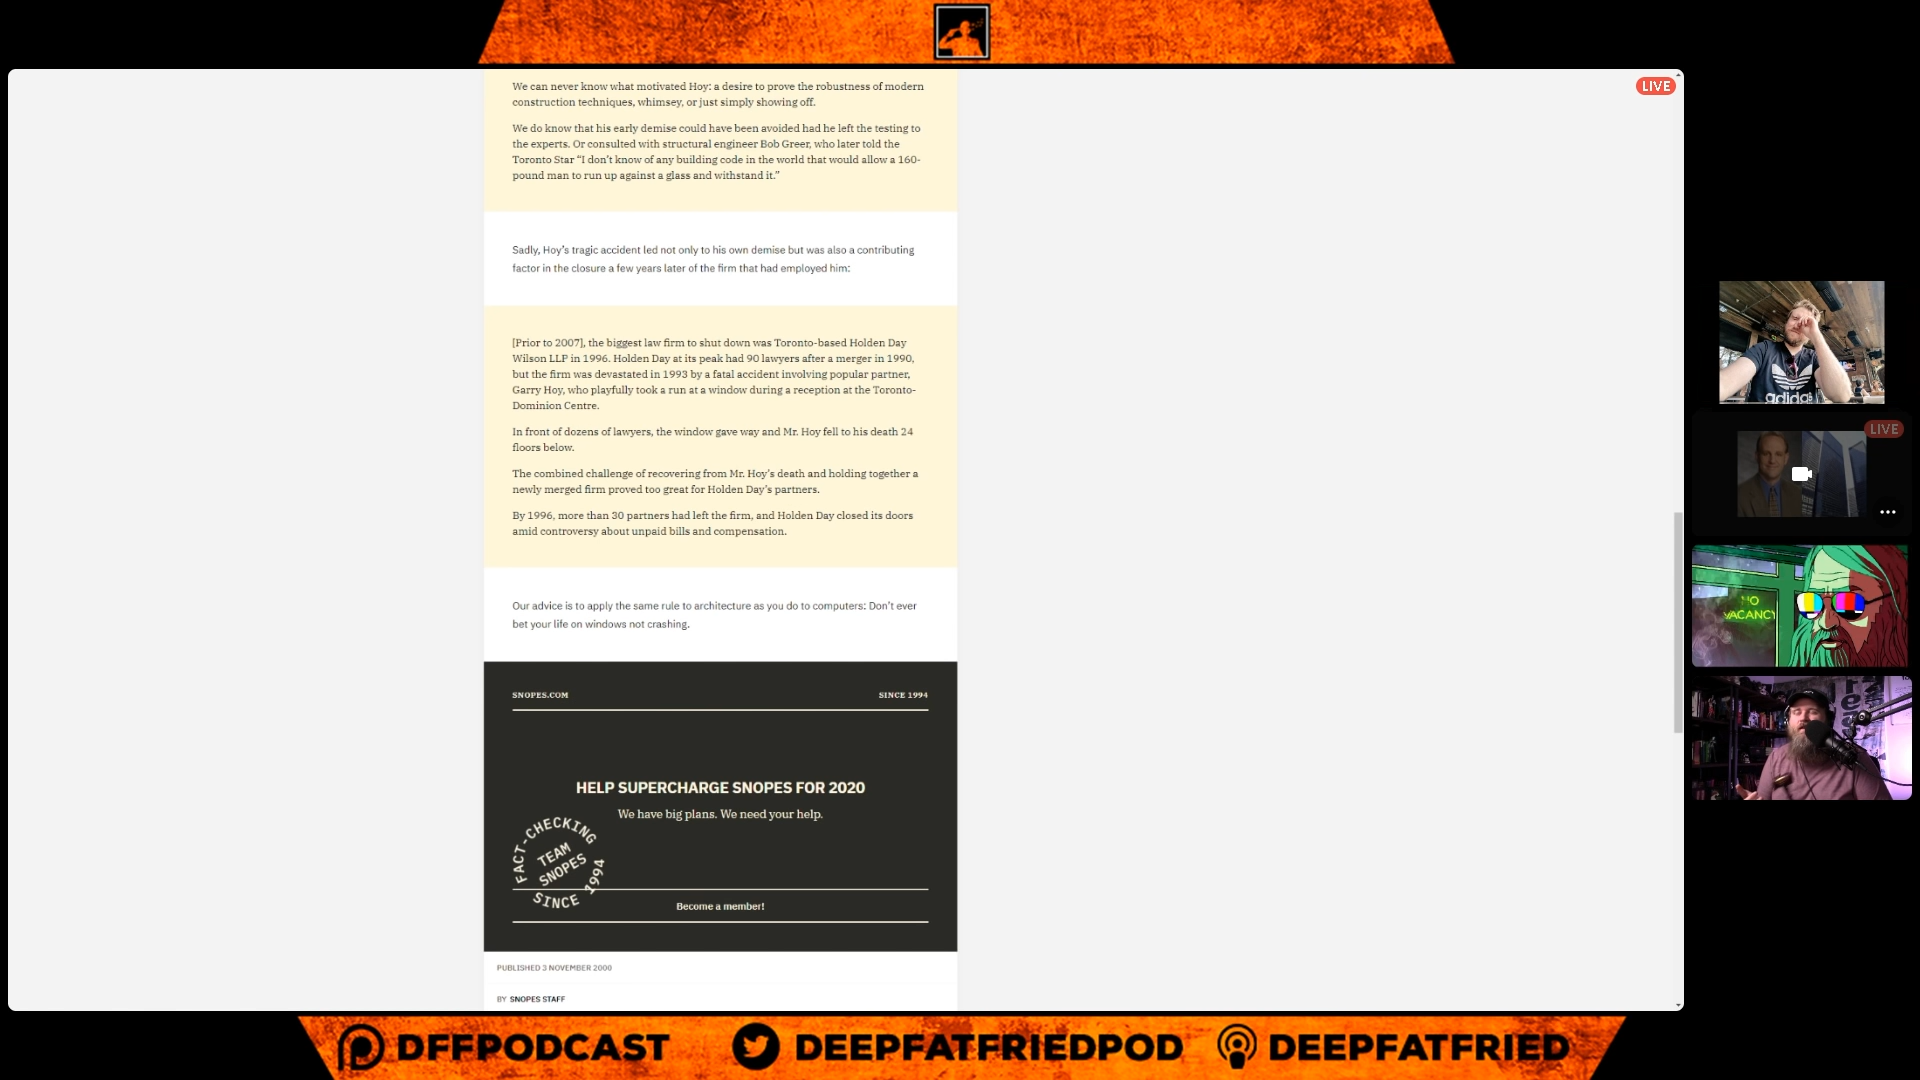 LIVE
We can never know what motivated Hoy: a desire to prove the robustness of modern
construction techniques, whimsey, or just simply showing off.
We do know that his early demise could have been avoided had he left the testing to
the experts. Or consulted with structural engineer Bob Greer, who later told the
Toronto Star “I don’t know of any building code in the world that would allow a 160-
pound man to run up against a glass and withstand it.”
Sadly, Hoy’s tragic accident led not only to his own demise but was also a contributing
factor in the closure a few years later of the firm that had employed him:
[Prior to 2007], the biggest law firm to shut down was Toronto-based Holden Day
Wilson LLP in 1996. Holden Day at its peak had 90 lawyers after a merger in 1990,
but the firm was devastated in 1993 by a fatal accident involving popular partner,
Garry Hoy, who playfully took a run at a window during a reception at the Toronto-
Dominion Centre.
In front of dozens of lawyers, the window gave way and Mr. Hoy fell to his death 24
floors below.
The combined challenge of recovering from Mr. Hoy’s death and holding together a
newly merged firm proved too great for Holden Day’s partners.
By 1996, more than 30 partners had left the firm, and Holden Day closed its doors
amid controversy about unpaid bills and compensation.
Our advice is to apply the same rule to architecture as you do to computers: Don’t ever
bet your life on windows not crashing.
SNOPES.COM SINCE 1994
HELP SUPERCHARGE SNOPES FOR 2020
We have big plans. We need your help.
FACT-CHECKING
TEAM
SNOPES
SINCE 1994
Become a member!
PUBLISHED 3 NOVEMBER 2000
BY SNOPES STAFF
adidas
LIVE
NO
VACANCY
DFFPODCAST DEEPFATFRIEDPOD DEEPFATFRIED